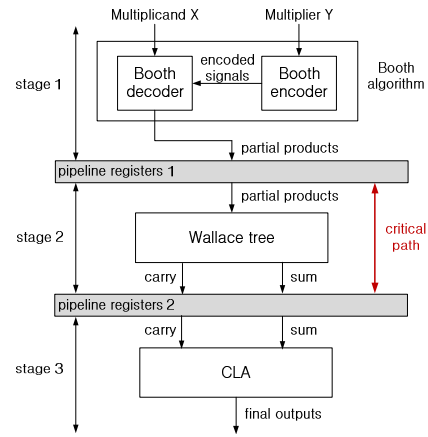 Multiplicand X
Multiplier Y
stage 1
Booth
decoder
encoded
signals
Booth
encoder
Booth
algorithm
partial products
pipeline registers 1
partial products
stage 2
Wallace tree
critical
path
carry
sum
pipeline registers 2
carry
sum
stage 3
CLA
final outputs